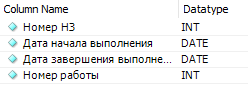 Column Name Datatype
Номер НЗ INT
Дата начала выполнения DATE
Дата завершения выполне... DATE
Номер работы INT